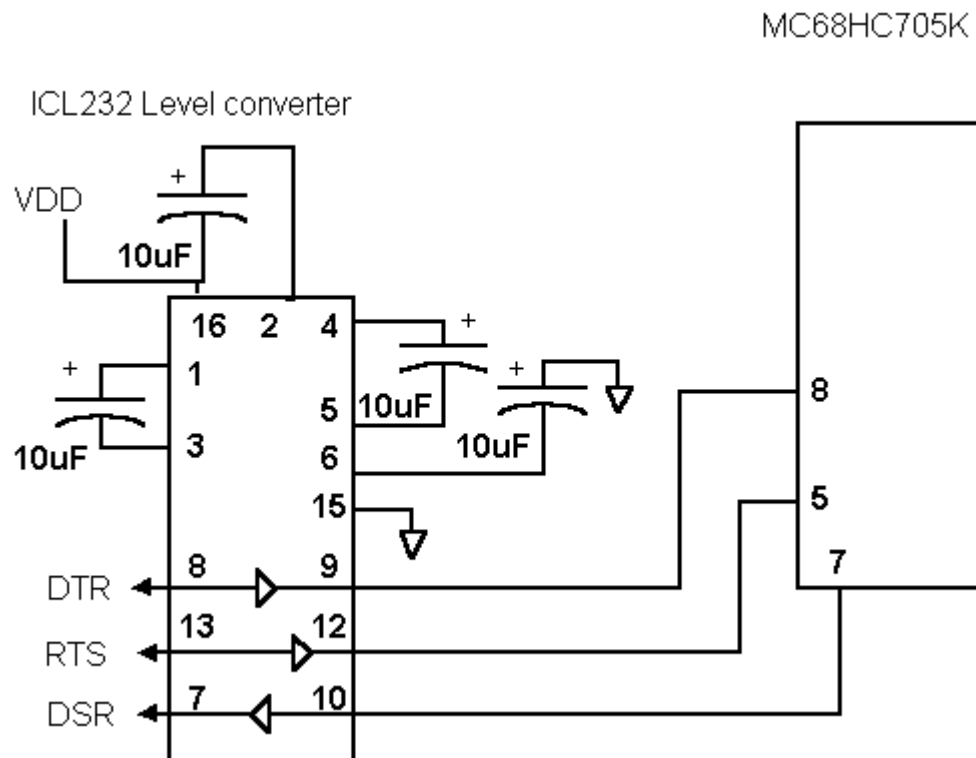 MC68HC705K
ICL232 Level converter
+
VDD
10uF
16 2 4 +
1
+ +
10uF
5
8
10uF
3
10uF
6
15
5
8 9
DTR
7
13 12
RTS
7 10
DSR